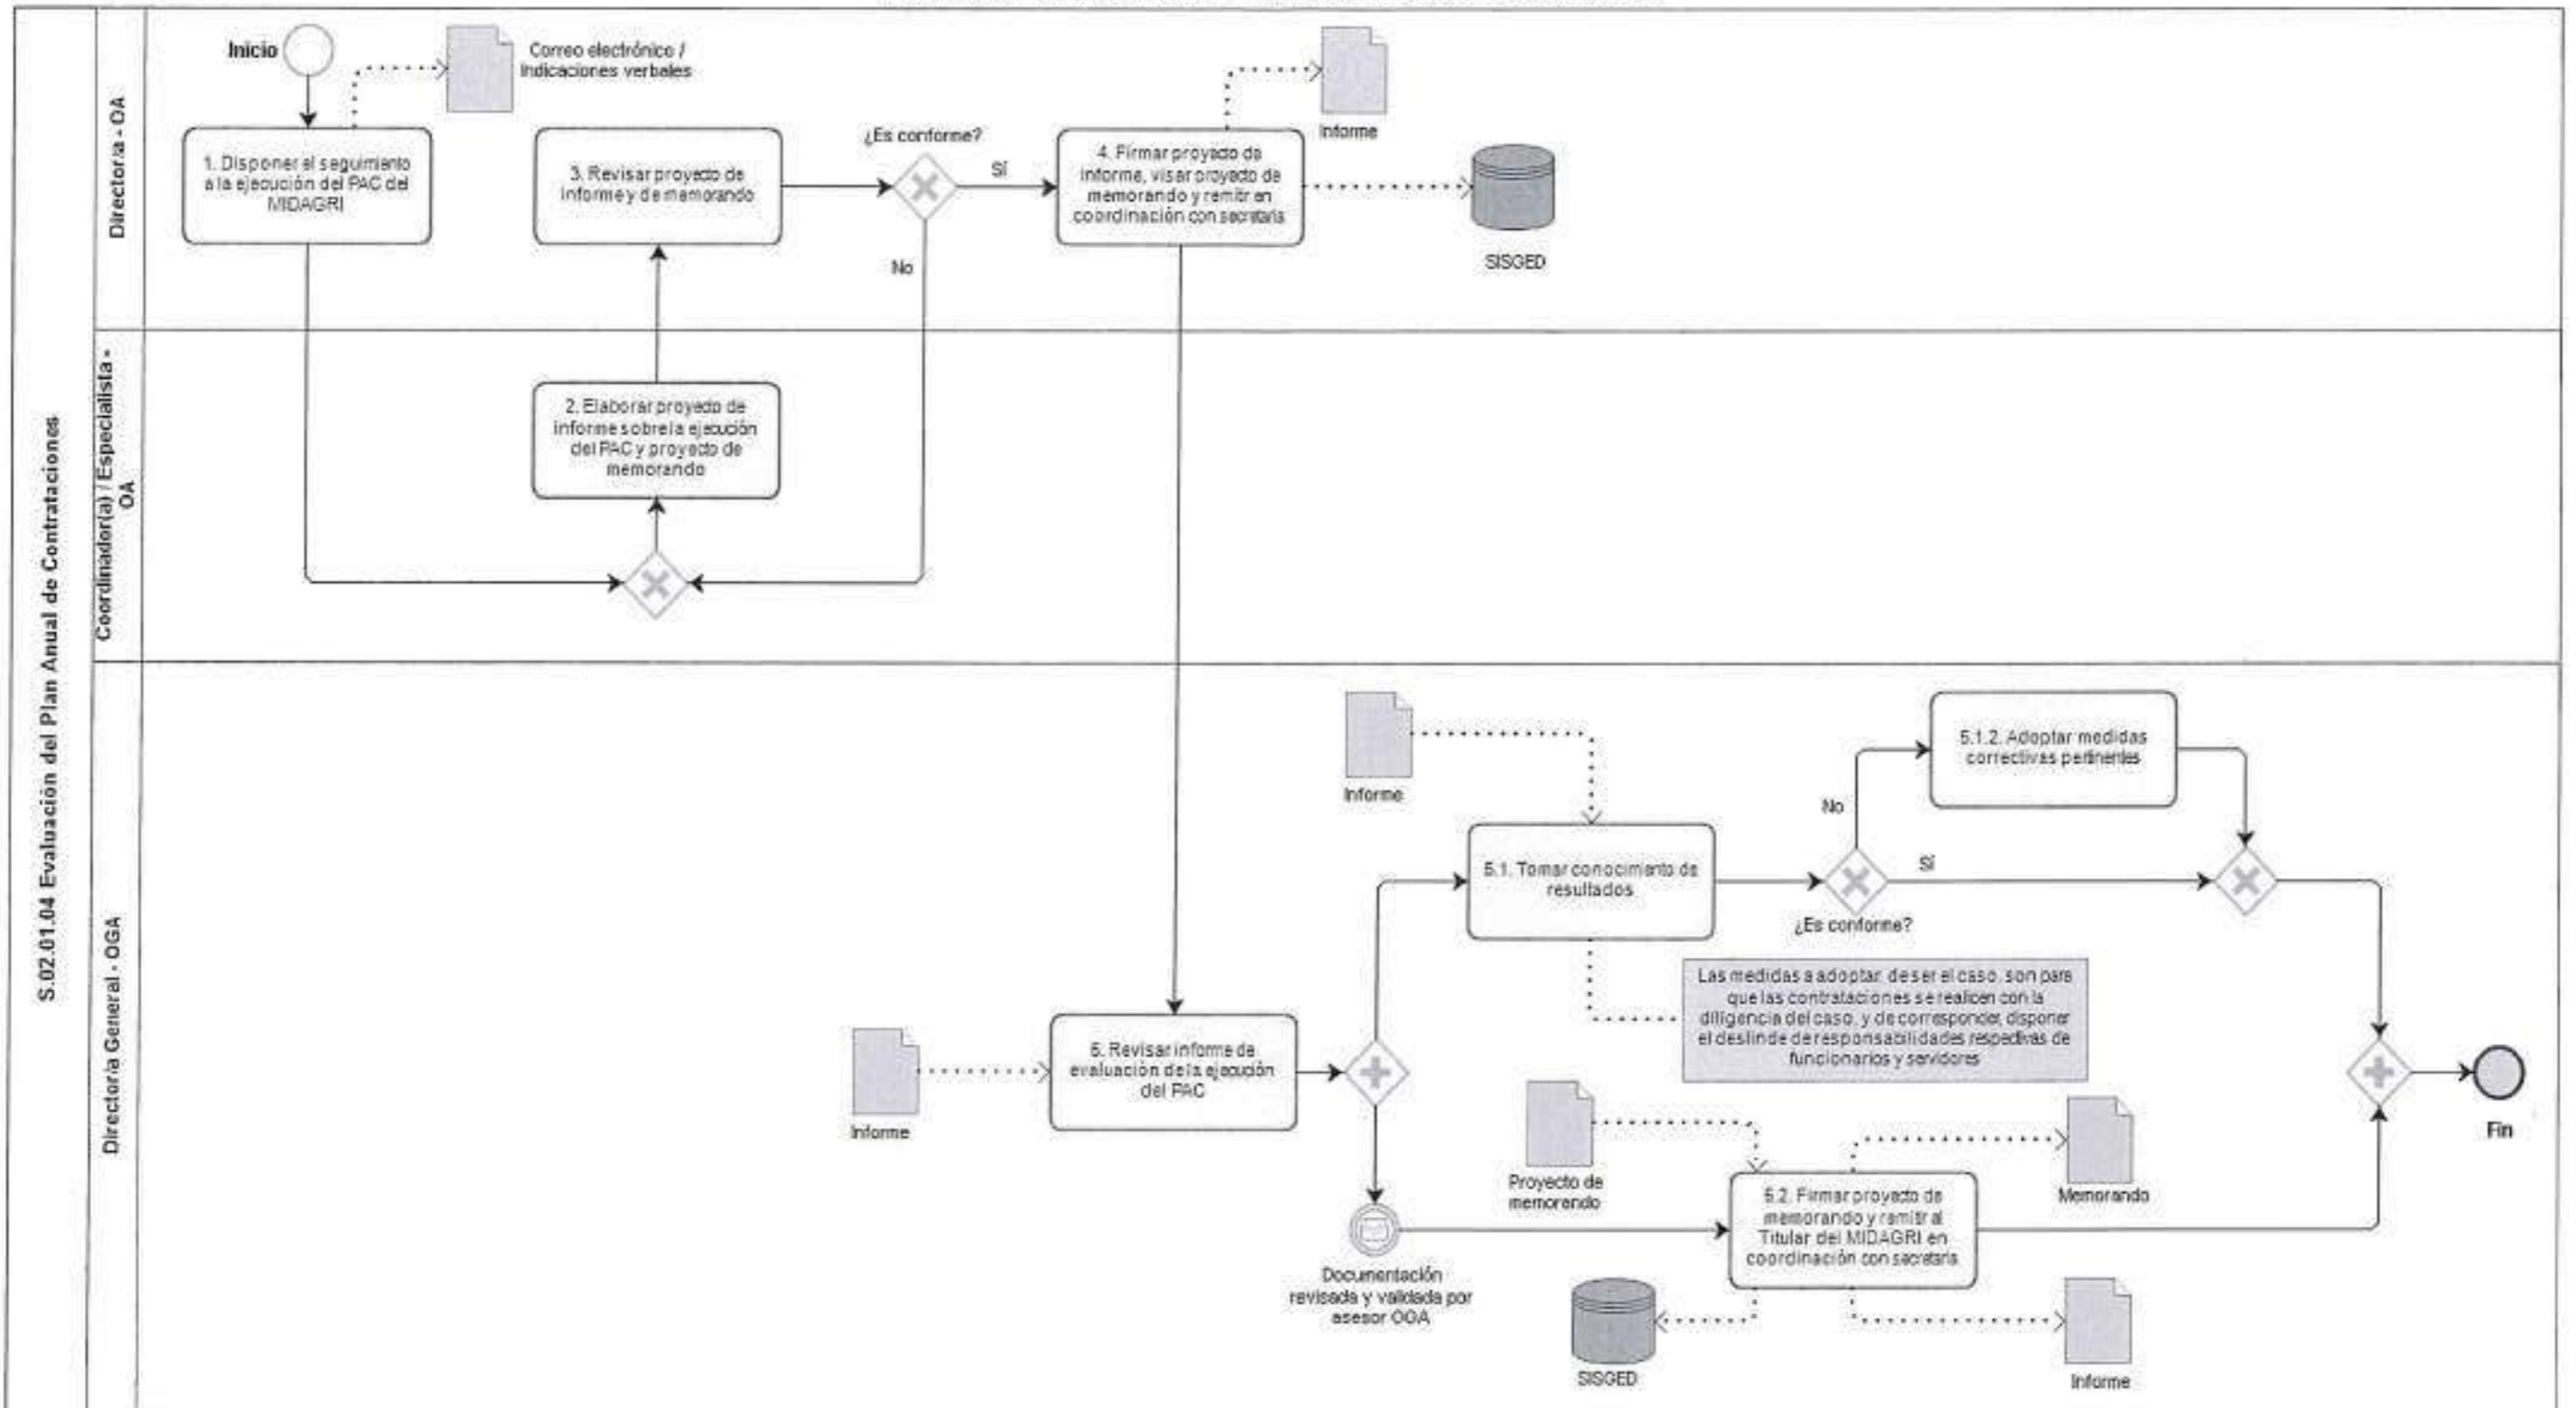 S.02.01.04 Evaluación del Plan Anual de Contrataciones
Director/a - OA
Inicio
Correo electrónico /
Indicaciones verbales
1. Disponer el seguimiento
a la ejecución del PAC del
MIDAGRI
3. Revisar proyecto de
informe y de memorando
¿Es conforme?
Sí
No
4. Firmar proyecto de
informe, visar proyecto de
memorando y remitir en
coordinación con secretaria
Informe
SISGED
Coordinador(a) / Especialista -
OA
2. Elaborar proyecto de
informe sobre la ejecución
del PAC y proyecto de
memorando
Director/a General - OGA
Informe
5. Revisar informe de
evaluación de la ejecución
del PAC
Informe
5.1. Tomar conocimiento de
resultados
¿Es conforme?
No
Sí
5.1.2. Adoptar medidas
correctivas pertinentes
Las medidas a adoptar, de ser el caso, son para
que las contrataciones se realicen con la
diligencia del caso, y de corresponder, disponer
el deslinde de responsabilidades respectivas de
funcionarios y servidores
Documentación
revisada y validada por
asesor OGA
Proyecto de
memorando
5.2. Firmar proyecto de
memorando y remitir al
Titular del MIDAGRI en
coordinación con secretaria
Memorando
SISGED
Informe
Fin